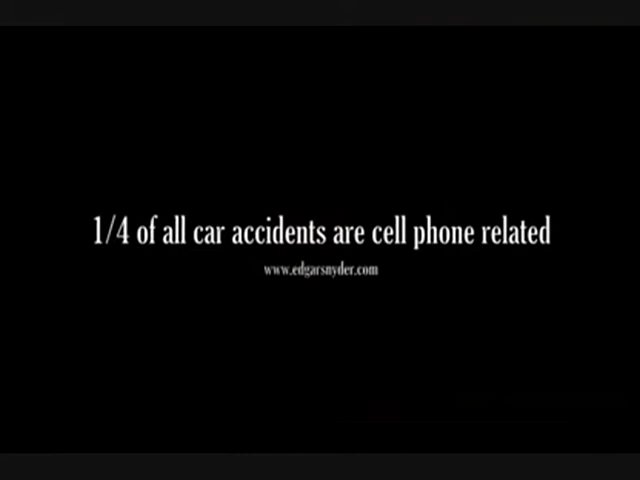 1/4 of all car accidents are cell phone related
www.edgarsnyder.com